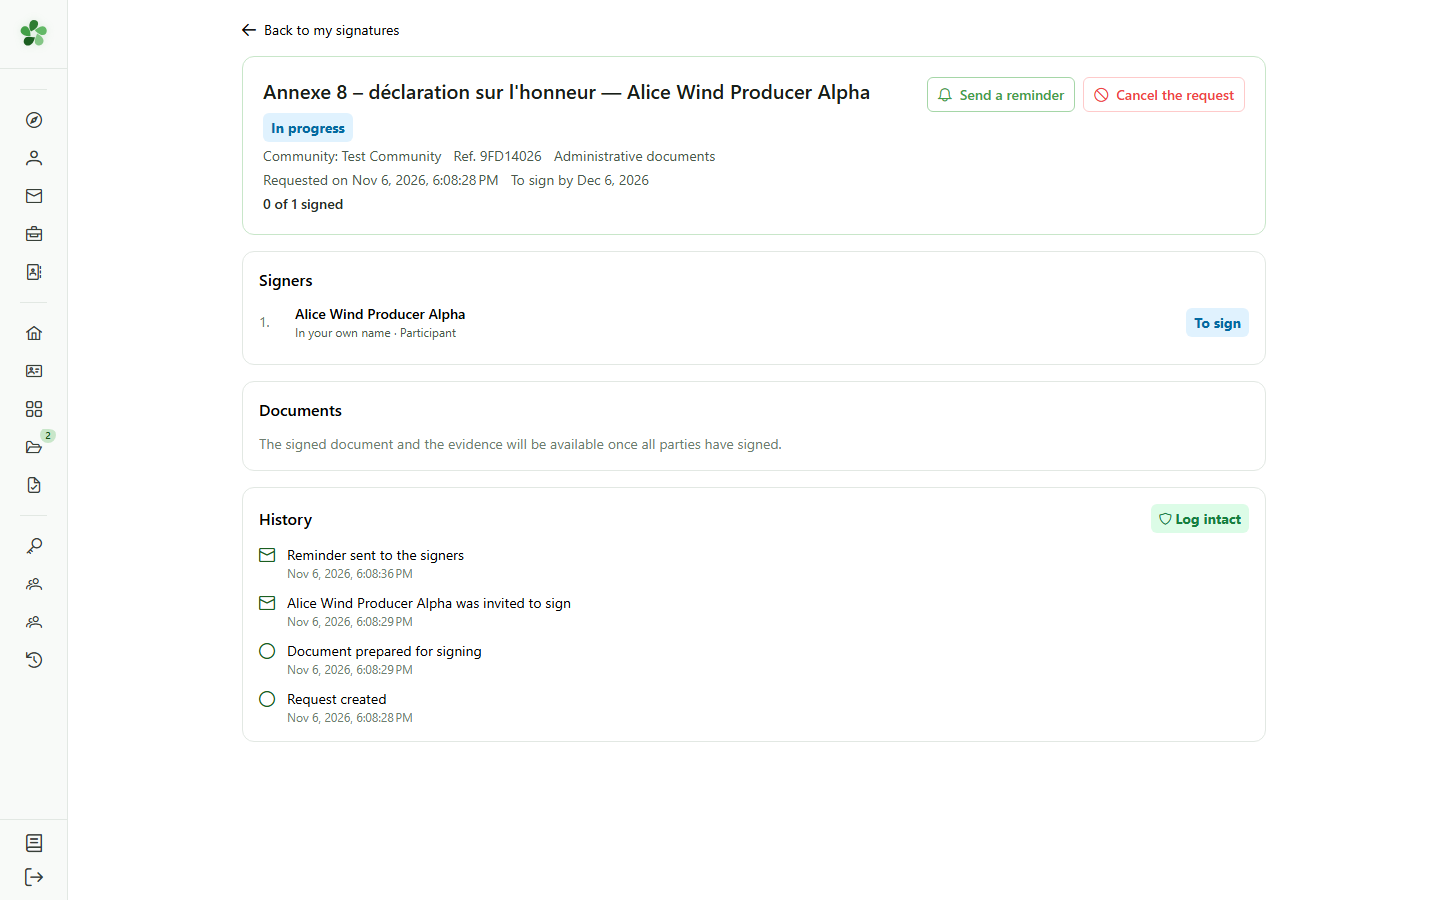 Back to my signatures
Annexe 8 – déclaration sur l'honneur — Alice Wind Producer Alpha
Send a reminder
Cancel the request
In progress
Community: Test Community Ref. 9FD14026 Administrative documents
Requested on Nov 6, 2026, 6:08:28 PM To sign by Dec 6, 2026
0 of 1 signed
Signers
1.
Alice Wind Producer Alpha
In your own name · Participant
To sign
Documents
The signed document and the evidence will be available once all parties have signed.
2
History
Log intact
Reminder sent to the signers
Nov 6, 2026, 6:08:36 PM
Alice Wind Producer Alpha was invited to sign
Nov 6, 2026, 6:08:29 PM
Document prepared for signing
Nov 6, 2026, 6:08:29 PM
Request created
Nov 6, 2026, 6:08:28 PM